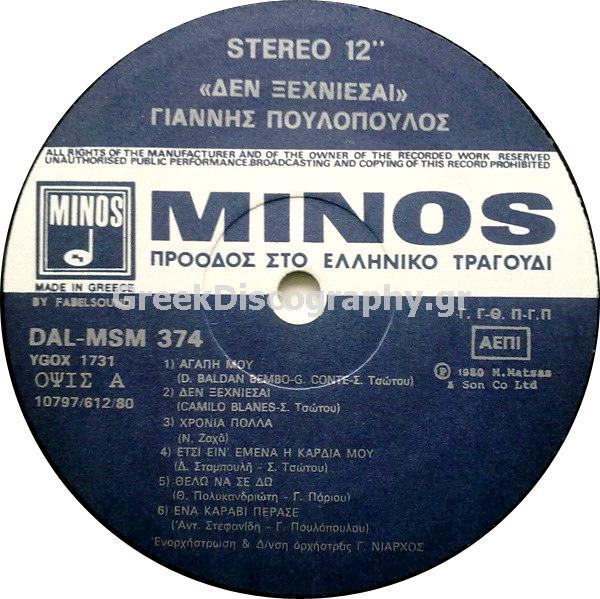 STEREO 12"
«ΔΕΝ ΞΕΧΝΙΕΣΑΙ»
ΓΙΑΝΝΗΣ ΠΟΥΛΟΠΟΥΛΟΣ
ALL RIGHTS OF THE MANUFACTURER AND OF THE OWNER OF THE RECORDED WORK RESERVED
UNAUTHORISED PUBLIC PERFORMANCE.BROADCASTING AND COPYING OF THIS RECORD PROHIBITED
MINOS
MINOS
ΠΡΟΟΔΟΣ ΣΤΟ ΕΛΛΗΝΙΚΟ ΤΡΑΓΟΥΔΙ
MADE IN GREECE
BY FABELSOUND
GreekDiscography.gr
Τ. Γ-Θ. Π-Γ.Π
DAL-MSM 374
ΑΕΠΙ
YGOX 1731
ΟΨΙΣ Α
10797/612/80
℗ 1980 M.Matsas
& Son Co Ltd
1) ΑΓΑΠΗ ΜΟΥ
(D. BALDAN BEMBO-G. CONTE-Σ. Τσώτου)
2) ΔΕΝ ΞΕΧΝΙΕΣΑΙ
(CAMILO BLANES-Σ. Τσώτου)
3) ΧΡΟΝΙΑ ΠΟΛΛΑ
(Ν. Ζαχᾶ)
4) ΕΤΣΙ ΕΙΝ' ΕΜΕΝΑ Η ΚΑΡΔΙΑ ΜΟΥ
(Δ. Σταμπουλῆ - Σ. Τσώτου)
5) ΘΕΛΩ ΝΑ ΣΕ ΔΩ
(Θ. Πολυκανδριώτη - Γ. Πάριου)
6) ΕΝΑ ΚΑΡΑΒΙ ΠΕΡΑΣΕ
(Ἀντ. Στεφανίδη - Γ. Πουλόπουλου)
Ἐνορχήστρωση & Δ/νση ὀρχήστρας Γ. ΝΙΑΡΧΟΣ